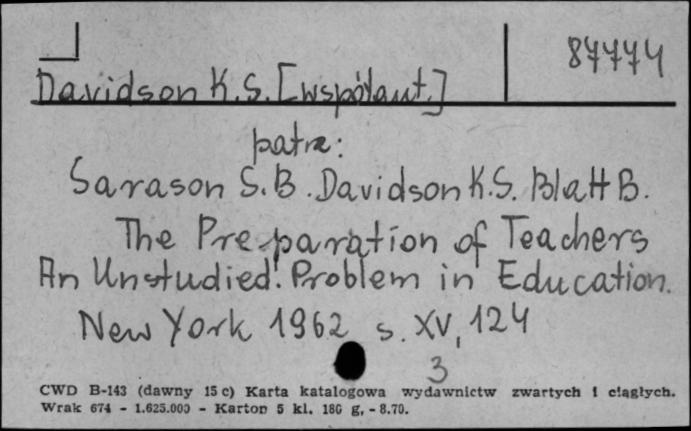 87774
Davidson K.S. [współaut.]
patrz:
Sarason S.B. Davidson K.S. Blatt B.
The Preparation of Teachers
An Unstudied Problem in Education.
New York 1962 s. XV, 124
3
CWD B-143 (dawny 15 c) Karta katalogowa wydawnictw zwartych i ciągłych.
Wrak 674 - 1.625.000 - Karton 5 kl. 180 g. - 8.70.